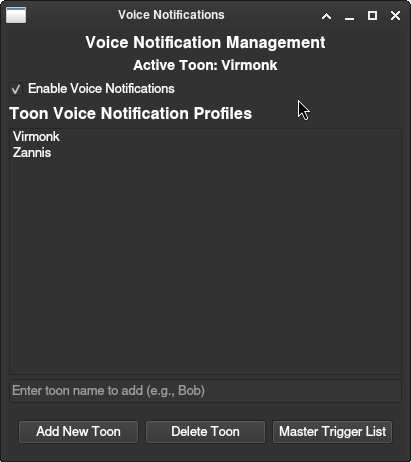 Voice Notifications
Voice Notification Management
Active Toon: Virmonk
Enable Voice Notifications
Toon Voice Notification Profiles
Virmonk
Zannis
Enter toon name to add (e.g., Bob)
Add New Toon Delete Toon Master Trigger List